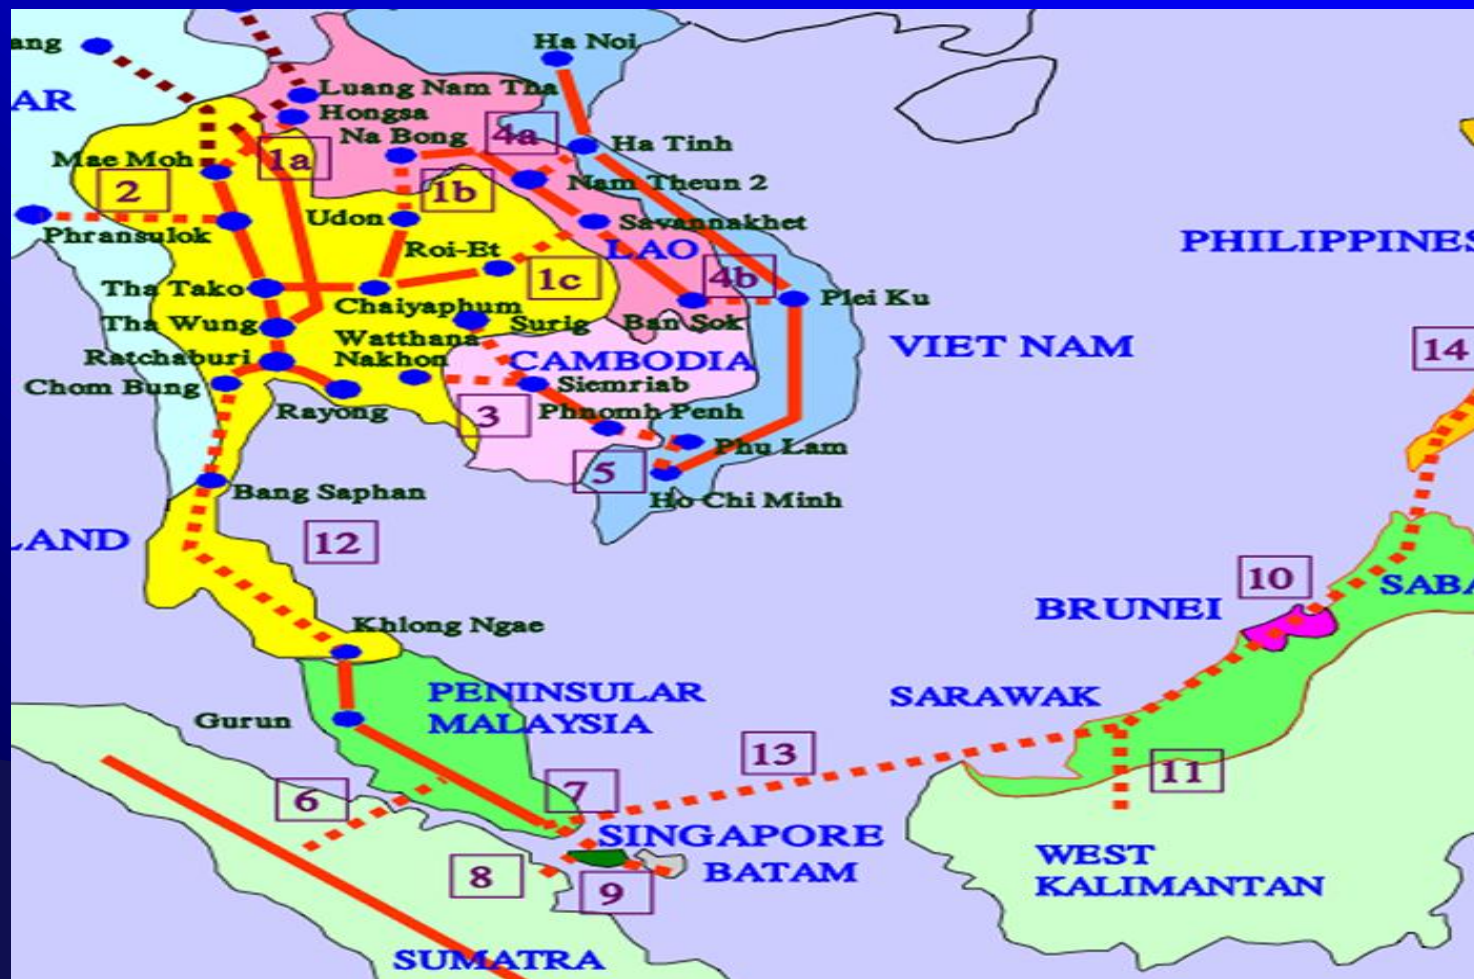 ang
Ha Noi
AR
Luang Nam Tha
Hongsa
Na Bong
4a
Ha Tinh
Mae Moh
1a
2
1b
Nam Theun 2
Udon
Savannakhet
Phransulok
Roi-Et
LAO
PHILIPPINES
1c
4b
Tha Tako
Chaiyaphum
Plei Ku
Tha Wung
Surig
Ban Sok
Watthana
Nakhon
VIET NAM
14
Ratchaburi
CAMBODIA
Chom Bung
Siemriab
Rayong
3
Phnomh Penh
Phu Lam
5
Bang Saphan
Ho Chi Minh
LAND
12
10
SABA
BRUNEI
Khlong Ngae
PENINSULAR
MALAYSIA
SARAWAK
Gurun
13
11
6
7
SINGAPORE
BATAM
WEST
KALIMANTAN
8
9
SUMATRA